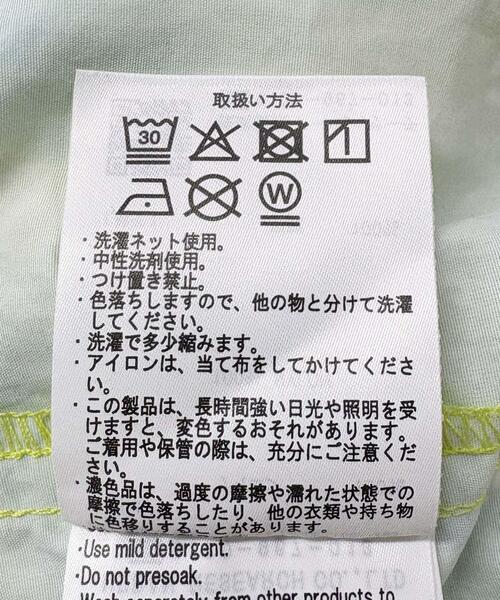 取扱い方法
30
W
・洗濯ネット使用。
・中性洗剤使用。
・つけ置き禁止。
・色落ちしますので、他の物と分けて洗濯
してください。
・洗濯で多少縮みます。
・アイロンは、当て布をしてかけてくださ
い。
・この製品は、長時間強い日光や照明を受
けますと、変色するおそれがあります。
ご着用や保管の際は、充分にご注意くだ
さい。
・濃色品は、過度の摩擦や濡れた状態での
摩擦で色落ちしたり、他の衣類や持ち物
に色移りすることがあります。
・Use mild detergent.
・Do not presoak.
Wash separately from other products to